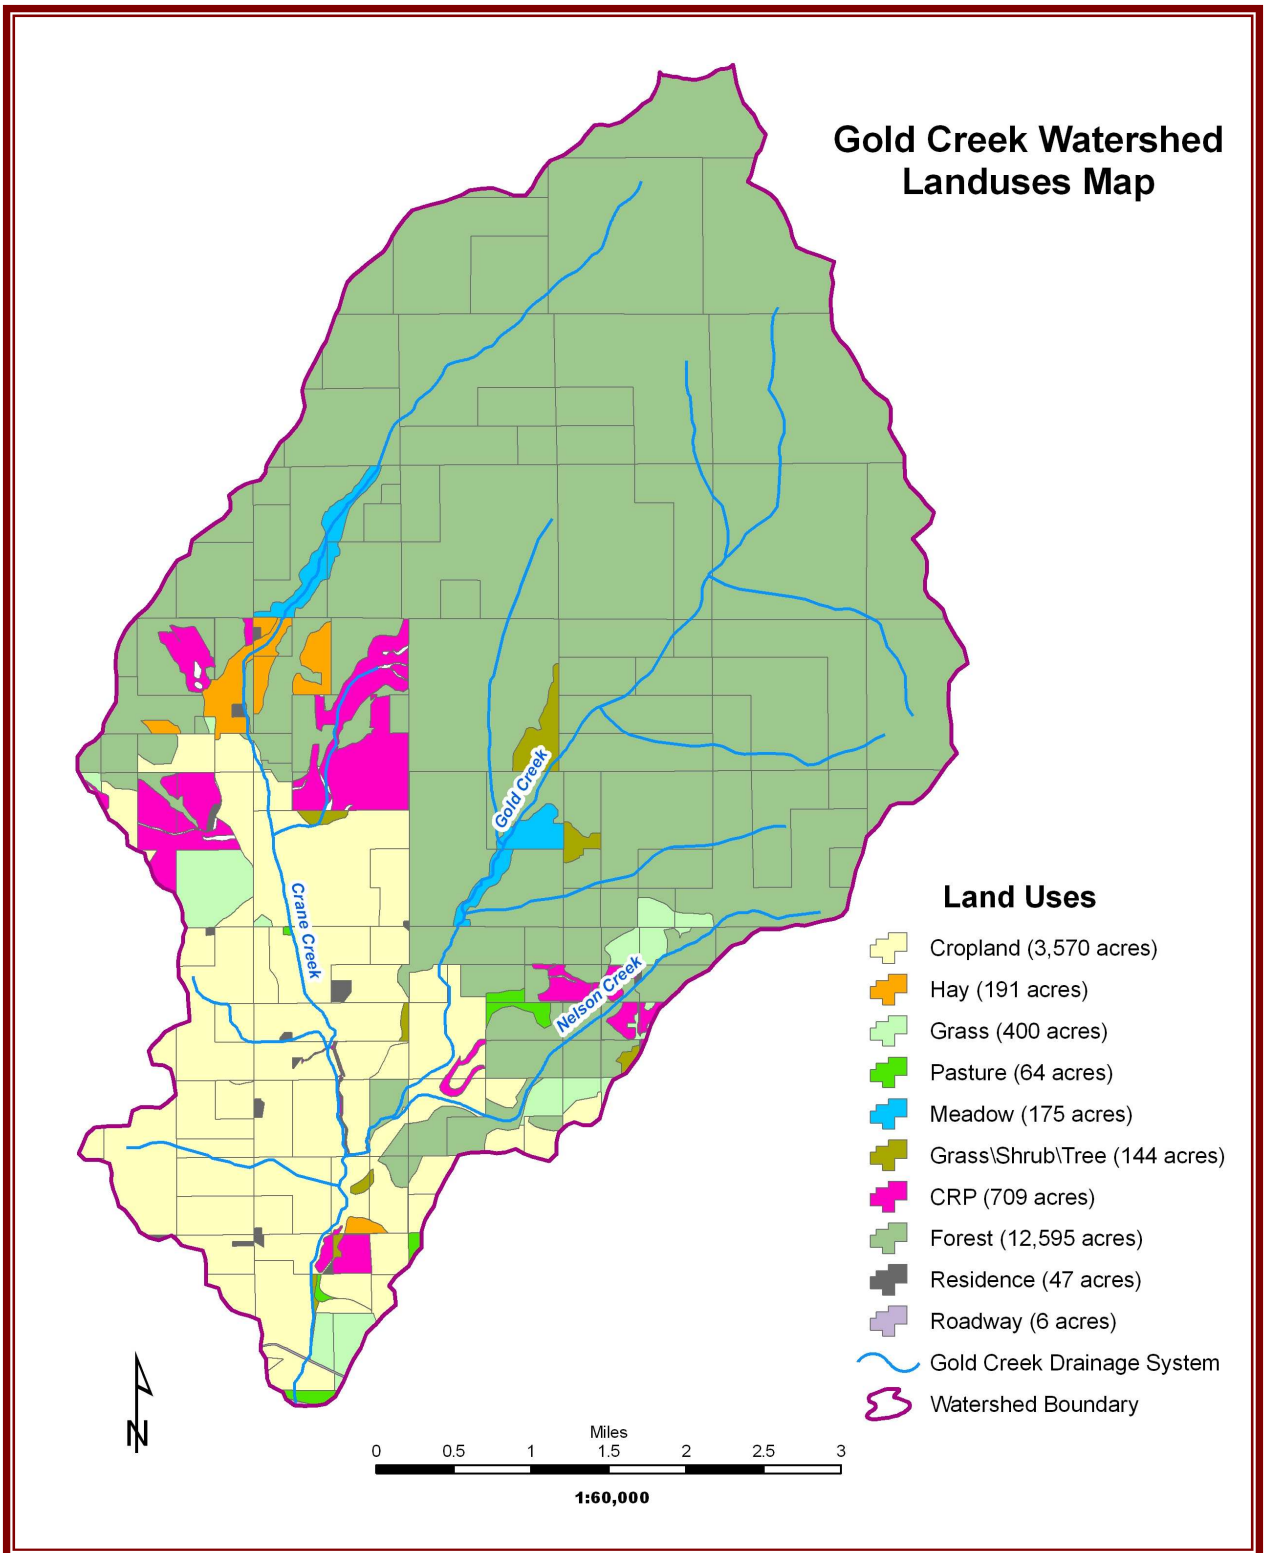 Gold Creek Watershed
Landuses Map
Gold Creek
Crane Creek
Nelson Creek
Land Uses
Cropland (3,570 acres)
Hay (191 acres)
Grass (400 acres)
Pasture (64 acres)
Meadow (175 acres)
Grass\Shrub\Tree (144 acres)
CRP (709 acres)
Forest (12,595 acres)
Residence (47 acres)
Roadway (6 acres)
Gold Creek Drainage System
Watershed Boundary
N
Miles
0 0.5 1 1.5 2 2.5 3
1:60,000